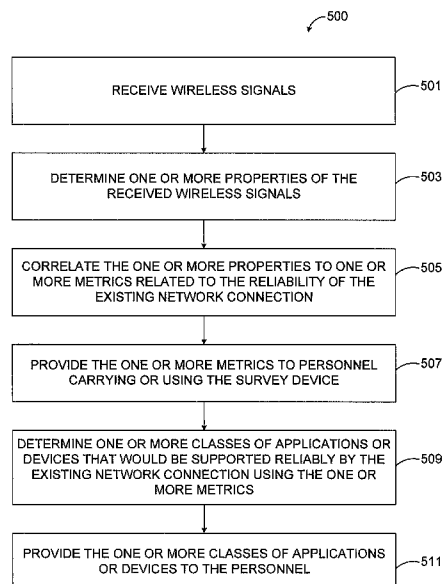 500
RECEIVE WIRELESS SIGNALS
501
DETERMINE ONE OR MORE PROPERTIES OF THE
RECEIVED WIRELESS SIGNALS
503
CORRELATE THE ONE OR MORE PROPERTIES TO ONE OR
MORE METRICS RELATED TO THE RELIABILITY OF THE
EXISTING NETWORK CONNECTION
505
PROVIDE THE ONE OR MORE METRICS TO PERSONNEL
CARRYING OR USING THE SURVEY DEVICE
507
DETERMINE ONE OR MORE CLASSES OF APPLICATIONS OR
DEVICES THAT WOULD BE SUPPORTED RELIABLY BY THE
EXISTING NETWORK CONNECTION USING THE ONE OR
MORE METRICS
509
PROVIDE THE ONE OR MORE CLASSES OF APPLICATIONS
OR DEVICES TO THE PERSONNEL
511